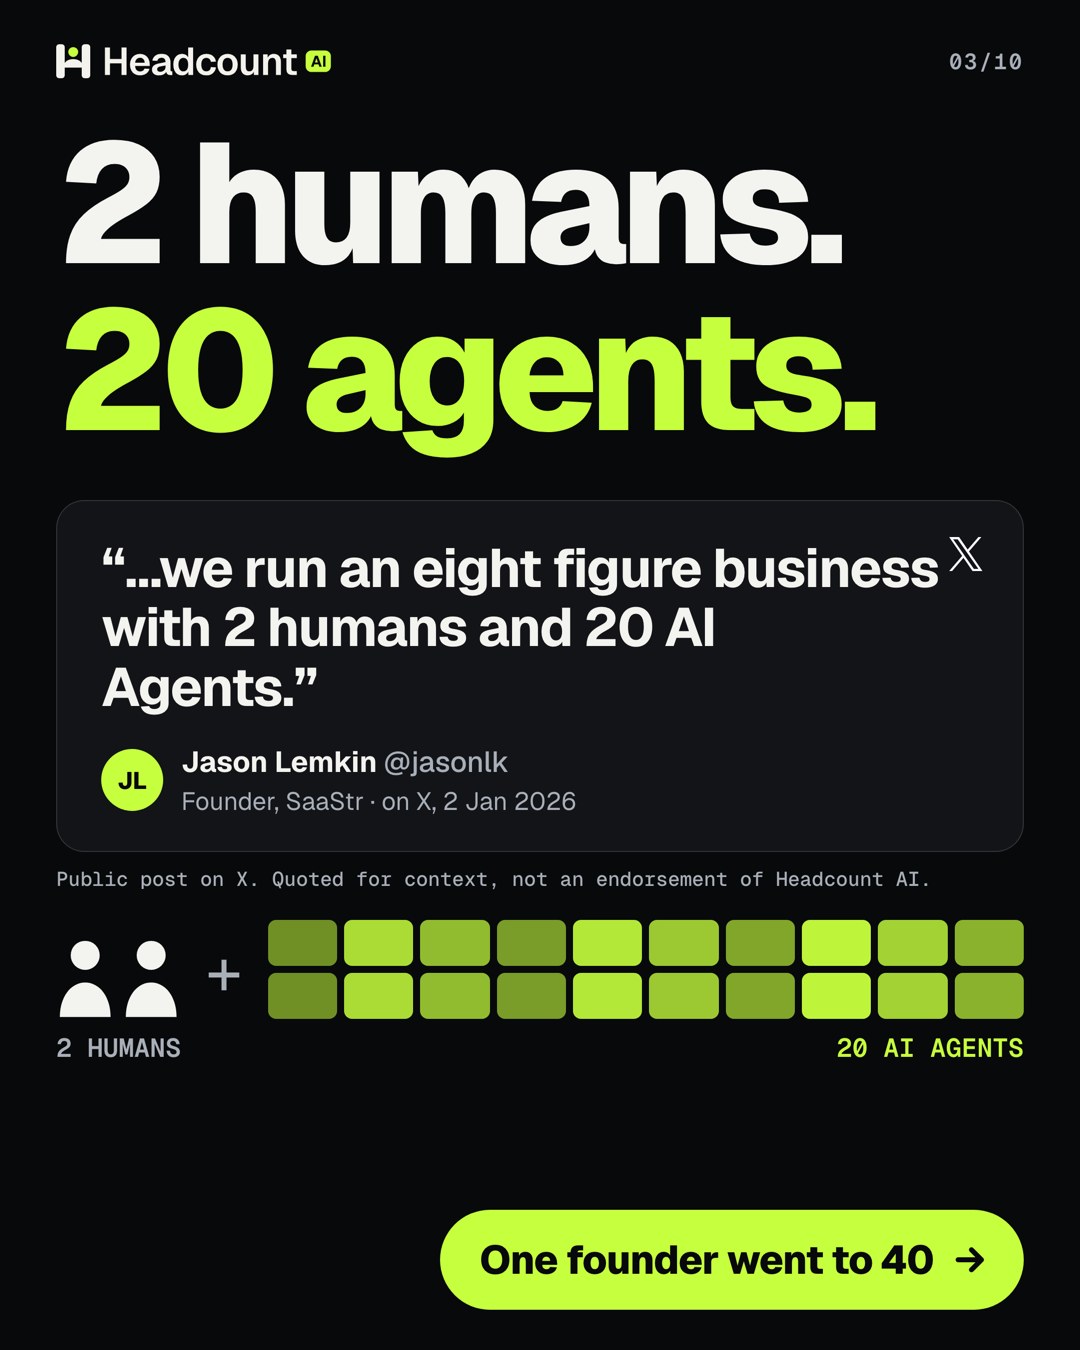 Headcount AI
03/10
2 humans.
20 agents.
“...we run an eight figure business
with 2 humans and 20 AI
Agents.”
JL
Jason Lemkin @jasonlk
Founder, SaaStr · on X, 2 Jan 2026
Public post on X. Quoted for context, not an endorsement of Headcount AI.
+
2 HUMANS
20 AI AGENTS
One founder went to 40 →